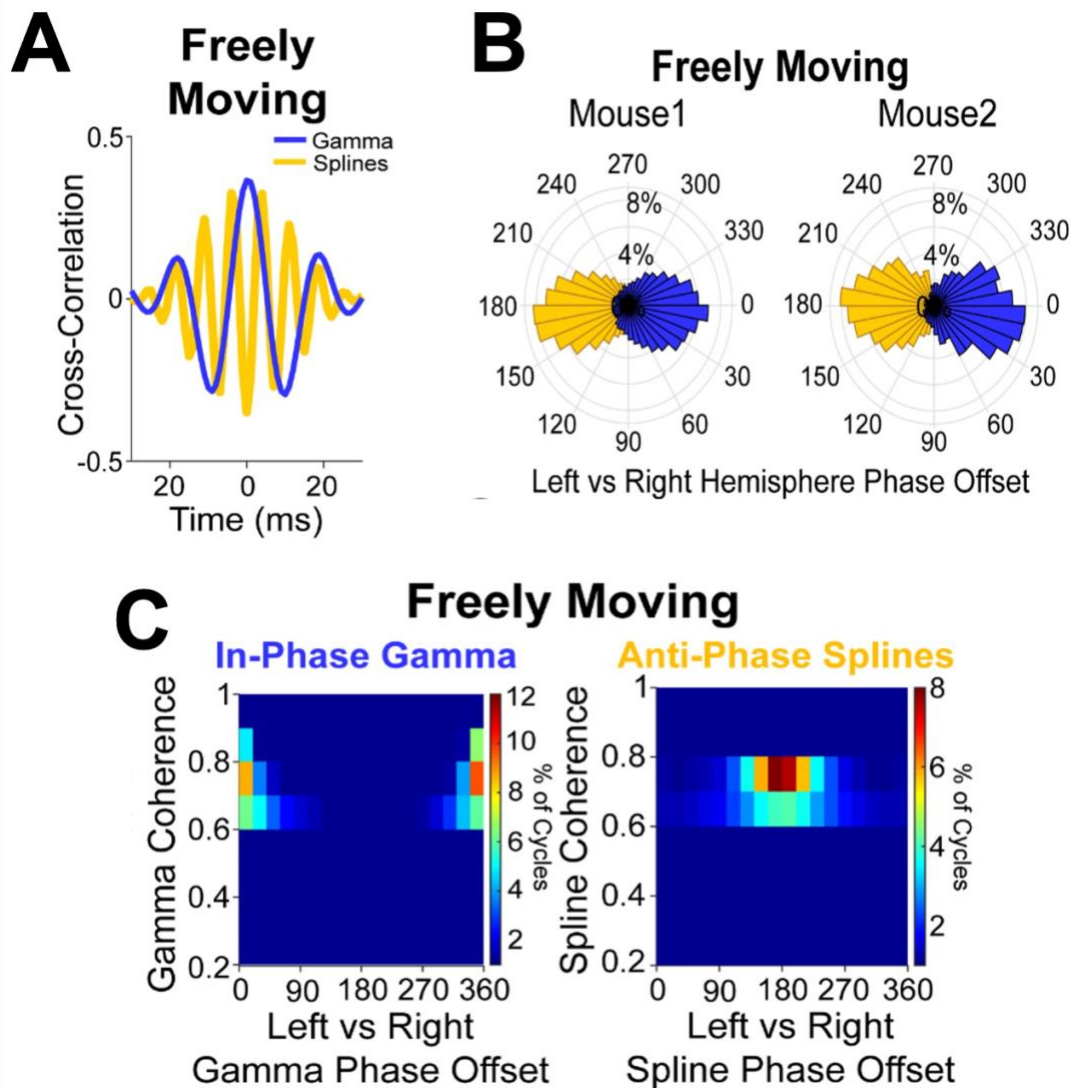 A
Freely
Moving
Gamma
Splines
0.5
0
-0.5
Cross-Correlation
20 0 20
Time (ms)
B
Freely Moving
Mouse1 Mouse2
270 270
240 300 240 300
8% 8%
210 330 210 330
4% 4%
180 0 0 180 0 0
150 30 150 30
120 60 120 60
90 90
Left vs Right Hemisphere Phase Offset
C
Freely Moving
In-Phase Gamma
Gamma Coherence
1
0.8
0.6
0.4
0.2
0 90 180 270 360
Left vs Right
Gamma Phase Offset
12
10
8
6
4
2
% of Cycles
Anti-Phase Splines
Spline Coherence
1
0.8
0.6
0.4
0.2
0 90 180 270 360
Left vs Right
Spline Phase Offset
8
6
4
2
% of Cycles